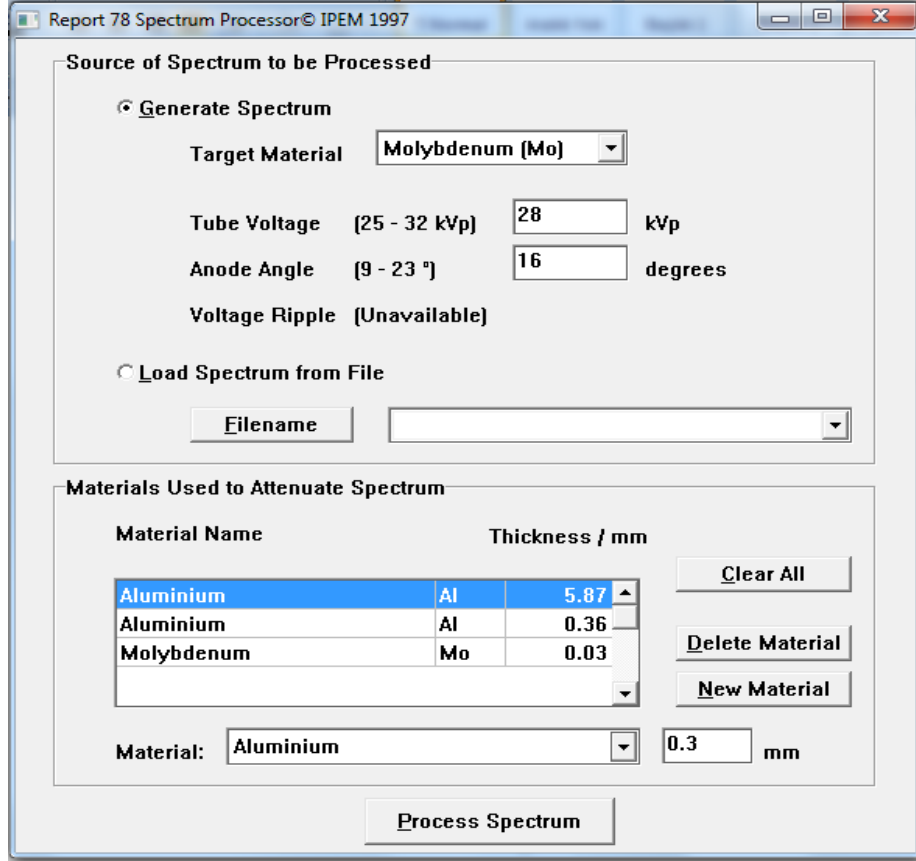 Report 78 Spectrum Processor© IPEM 1997
Source of Spectrum to be Processed
Generate Spectrum
Target Material Molybdenum (Mo)
Tube Voltage (25 - 32 kVp) 28 kVp
Anode Angle (9 - 23 °) 16 degrees
Voltage Ripple (Unavailable)
Load Spectrum from File
Filename
Materials Used to Attenuate Spectrum
Material Name Thickness / mm
Clear All
Aluminium Al 5.87
Aluminium Al 0.36
Molybdenum Mo 0.03
Delete Material
New Material
Material: Aluminium 0.3 mm
Process Spectrum